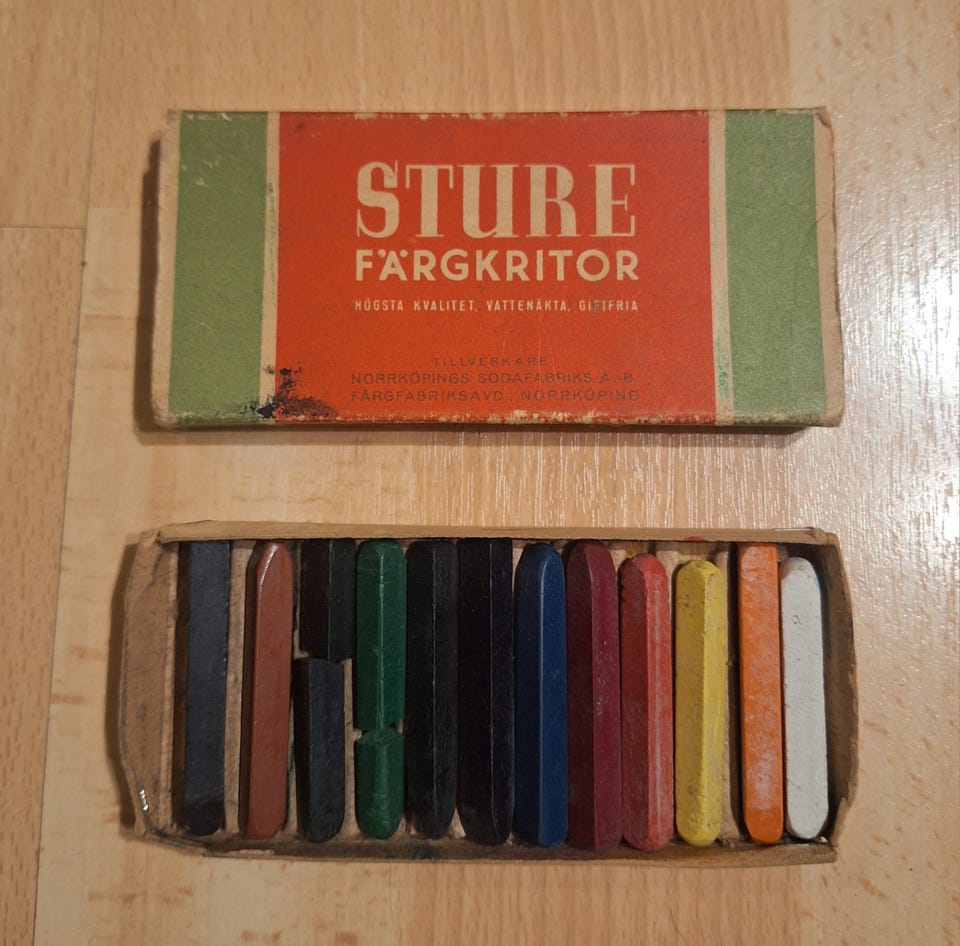 STURE
FÄRGKRITOR
HÖGSTA KVALITET, VATTENÄKTA, GIFTFRIA
TILLVERKARE
NORRKÖPINGS SODAFABRIKS A.-B.
FÄRGFABRIKSAVD., NORRKÖPING